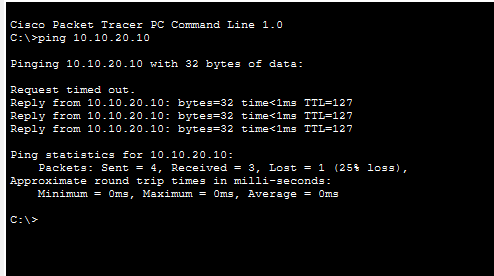 Cisco Packet Tracer PC Command Line 1.0
C:\>ping 10.10.20.10
Pinging 10.10.20.10 with 32 bytes of data:
Request timed out.
Reply from 10.10.20.10: bytes=32 time<1ms TTL=127
Reply from 10.10.20.10: bytes=32 time<1ms TTL=127
Reply from 10.10.20.10: bytes=32 time<1ms TTL=127
Ping statistics for 10.10.20.10:
    Packets: Sent = 4, Received = 3, Lost = 1 (25% loss),
Approximate round trip times in milli-seconds:
    Minimum = 0ms, Maximum = 0ms, Average = 0ms
C:\>